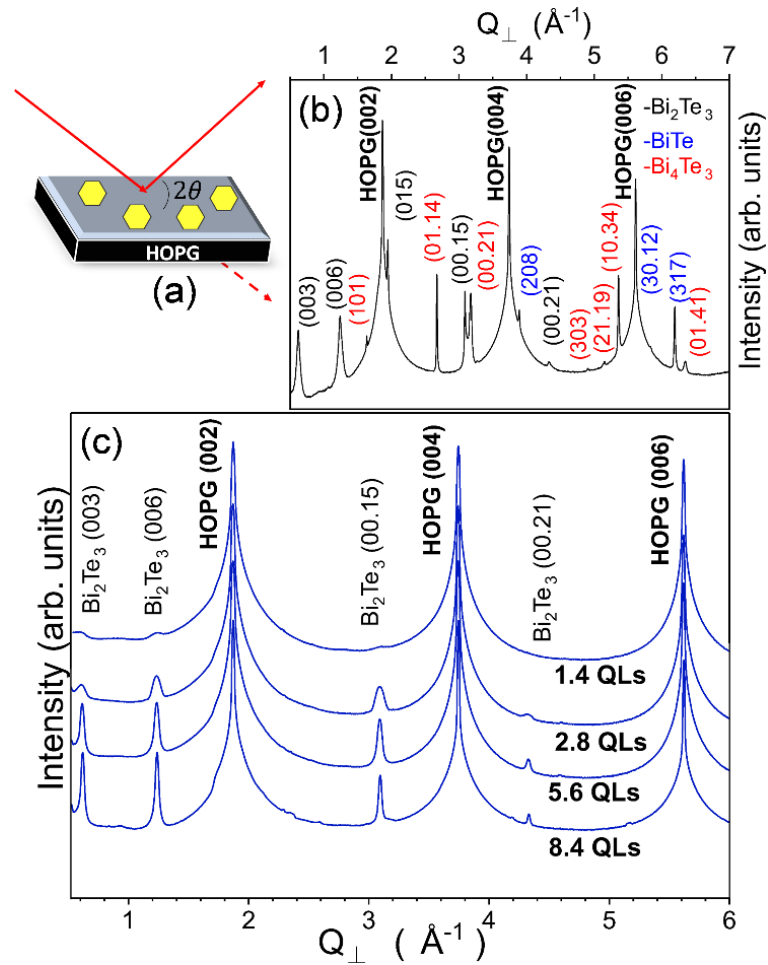 Q⊥ (Å⁻¹)
1 2 3 4 5 6 7
(b)
HOPG(002)
HOPG(004)
HOPG(006)
-Bi₂Te₃
-BiTe
-Bi₄Te₃
(003)
(006)
(101)
(015)
(01.14)
(00.15)
(00.21)
(208)
(00.21)
(303)
(21.19)
(10.34)
(30.12)
(317)
(01.41)
Intensity (arb. units)
2θ
HOPG
(a)
(c)
Bi₂Te₃ (003)
Bi₂Te₃ (006)
HOPG (002)
Bi₂Te₃ (00.15)
HOPG (004)
Bi₂Te₃ (00.21)
HOPG (006)
1.4 QLs
2.8 QLs
5.6 QLs
8.4 QLs
Intensity (arb. units)
1 2 3 4 5 6
Q⊥ ( Å⁻¹)